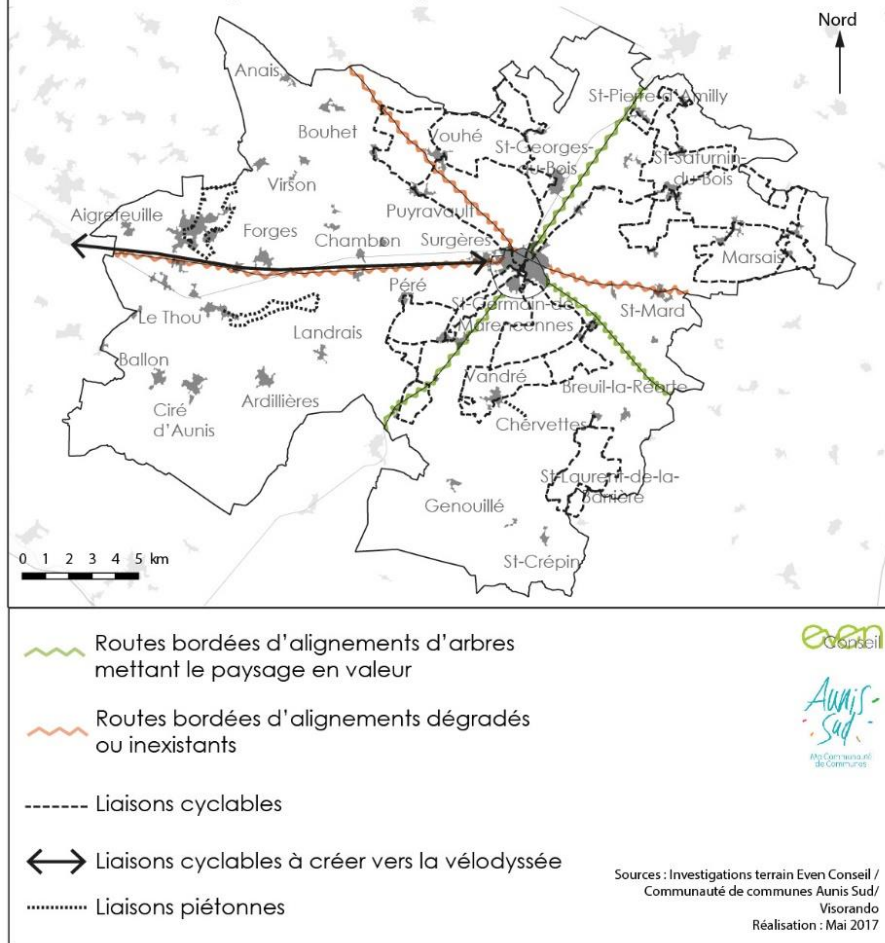 Nord
Anais
St-Pierre-d'Amilly
Bouhet
Vouhé
St-Georges-
du-Bois
St-Saturnin-
du-Bois
Virson
Puyravault
Aigrefeuille
Forges
Chambon
Surgères
Marsais
Péré
St-Germain-de-
Marencennes
St-Mard
Le Thou
Landrais
Ballon
Vandré
Breuil-la-Réorte
Ciré
d'Aunis
Ardillières
Chervettes
St-Laurent-de-la-
Barrière
Genouillé
St-Crépin
0 1 2 3 4 5 km
Routes bordées d'alignements d'arbres
mettant le paysage en valeur
even
Conseil
Routes bordées d'alignements dégradés
ou inexistants
Aunis
Sud
Ma Communauté
de Communes
Liaisons cyclables
Liaisons cyclables à créer vers la vélodyssée
Liaisons piétonnes
Sources : Investigations terrain Even Conseil /
Communauté de communes Aunis Sud/
Visorando
Réalisation : Mai 2017